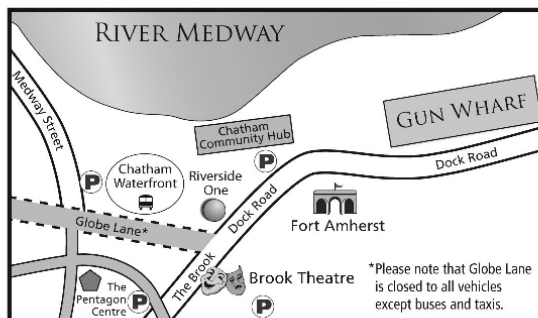 RIVER MEDWAY
Medway Street
GUN WHARF
Chatham
Community Hub
P
Dock Road
P
Chatham
Waterfront
Riverside
One
Dock Road
Fort Amherst
Globe Lane*
The Brook
Brook Theatre
*Please note that Globe Lane
is closed to all vehicles
except buses and taxis.
The
Pentagon
Centre
P
P